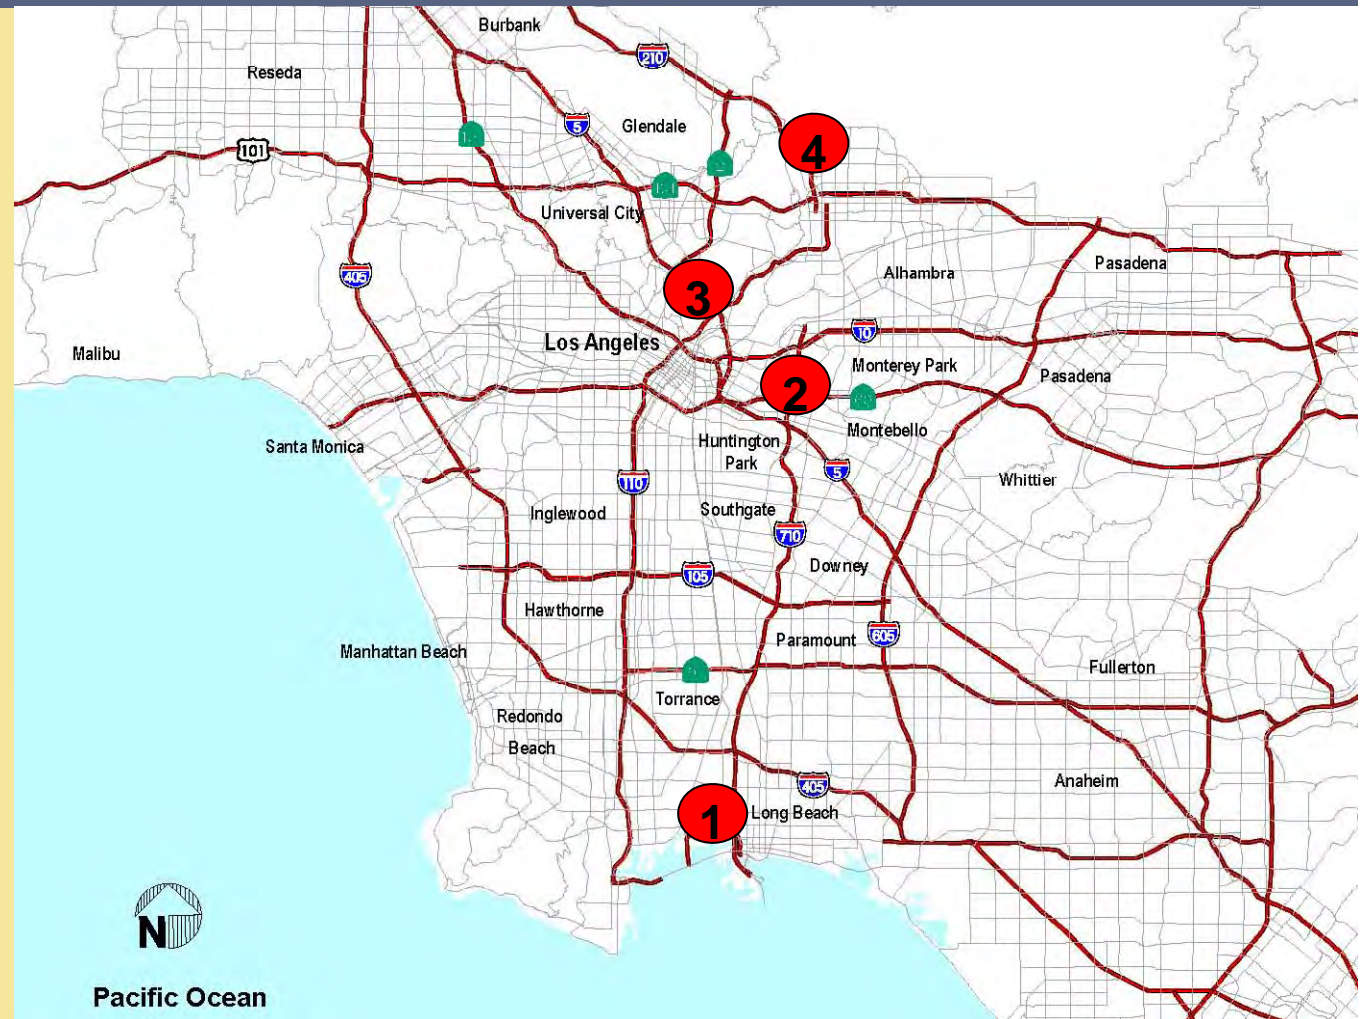 Burbank
210
Reseda
5
Glendale
4
101
Universal City
405
3
Alhambra
Pasadena
10
Los Angeles
Malibu
Monterey Park
Pasadena
2
Santa Monica
Huntington
Park
Montebello
5
110
Whittier
Inglewood
Southgate
710
105
Downey
Hawthorne
Paramount
605
Manhattan Beach
Fullerton
Torrance
Redondo
Beach
405
Anaheim
1
Long Beach
N
Pacific Ocean